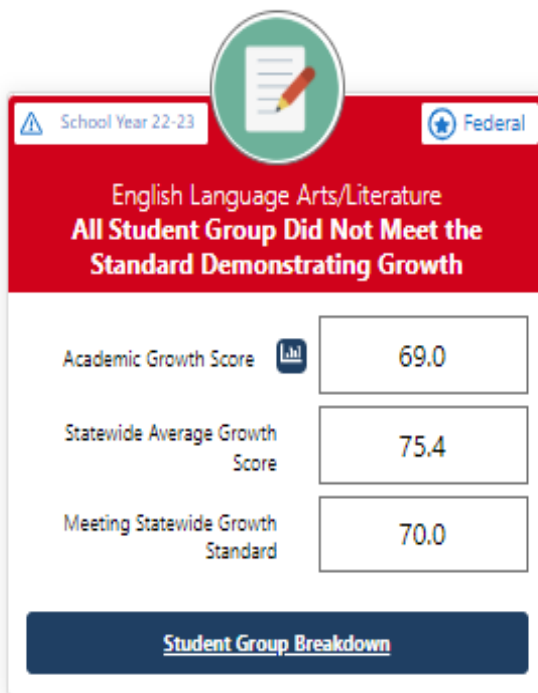 School Year 22-23
Federal
English Language Arts/Literature
All Student Group Did Not Meet the
Standard Demonstrating Growth
Academic Growth Score
69.0
Statewide Average Growth
Score
75.4
Meeting Statewide Growth
Standard
70.0
Student Group Breakdown